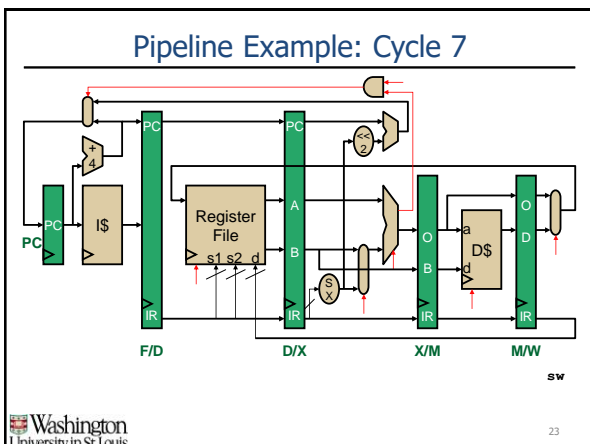 Pipeline Example: Cycle 7
PC
PC
<<
2
+
4
A
PC
PC
I$
Register
File
O
O
a
D
D$
B
s1 s2 d
S
X
B
d
IR
IR
IR
IR
F/D
D/X
X/M
M/W
sw
Washington
University in St.Louis
23